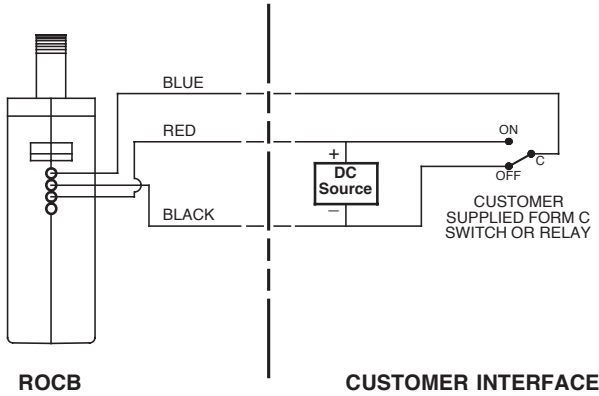 BLUE
RED
ON
+
DC
Source
C
OFF
–
BLACK
CUSTOMER
SUPPLIED FORM C
SWITCH OR RELAY
ROCB
CUSTOMER INTERFACE